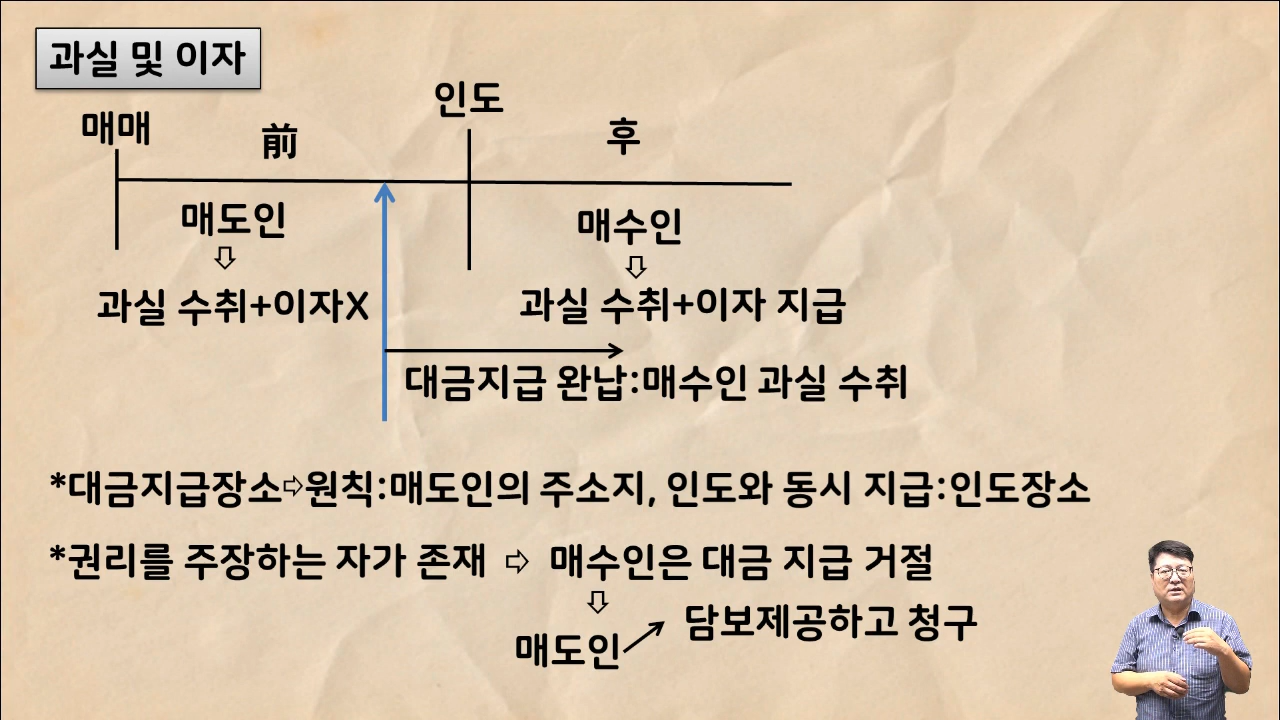 과실 및 이자
인도
매매 前 후
매도인 매수인
⇩ ⇩
과실 수취+이자X 과실 수취+이자 지급
대금지급 완납:매수인 과실 수취
*대금지급장소⇨원칙:매도인의 주소지, 인도와 동시 지급:인도장소
*권리를 주장하는 자가 존재 ⇨ 매수인은 대금 지급 거절
⇩
담보제공하고 청구
매도인